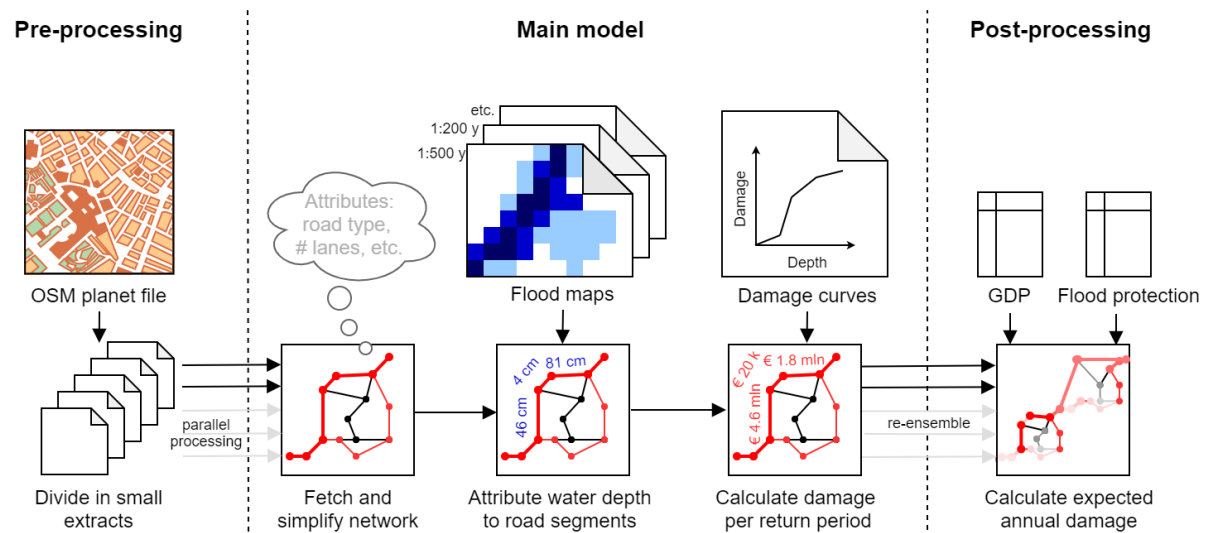 Pre-processing
Main model
Post-processing
etc.
1:200 y
1:500 y
Attributes:
road type,
# lanes, etc.
Damage
Depth
OSM planet file
Flood maps
Damage curves
GDP
Flood protection
parallel
processing
46 cm
4 cm
81 cm
€ 4.6 mln
€ 20 k
€ 1.8 mln
re-ensemble
Divide in small
extracts
Fetch and
simplify network
Attribute water depth
to road segments
Calculate damage
per return period
Calculate expected
annual damage